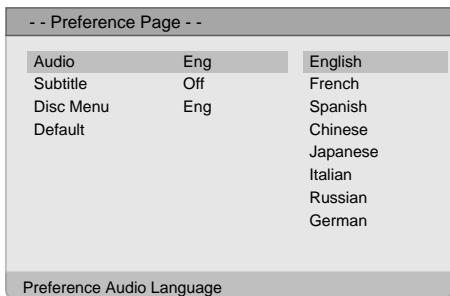 - - Preference Page - -
Audio Eng English
Subtitle Off French
Disc Menu Eng Spanish
Default Chinese
Japanese
Italian
Russian
German
Preference Audio Language